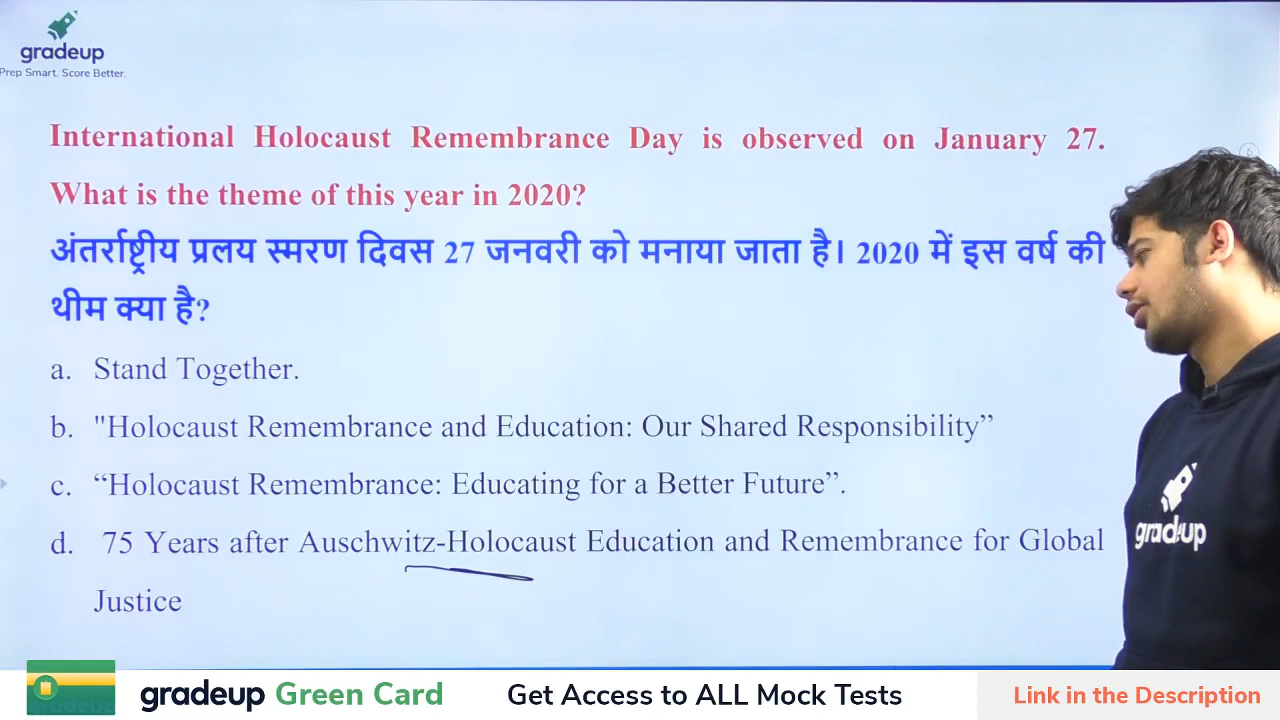 gradeup
Prep Smart. Score Better.
International Holocaust Remembrance Day is observed on January 27.
What is the theme of this year in 2020?
अंतर्राष्ट्रीय प्रलय स्मरण दिवस 27 जनवरी को मनाया जाता है। 2020 में इस वर्ष की
थीम क्या है?
a. Stand Together.
b. "Holocaust Remembrance and Education: Our Shared Responsibility”
c. “Holocaust Remembrance: Educating for a Better Future”.
d. 75 Years after Auschwitz-Holocaust Education and Remembrance for Global
Justice
gradeup
gradeup Green Card Get Access to ALL Mock Tests Link in the Description